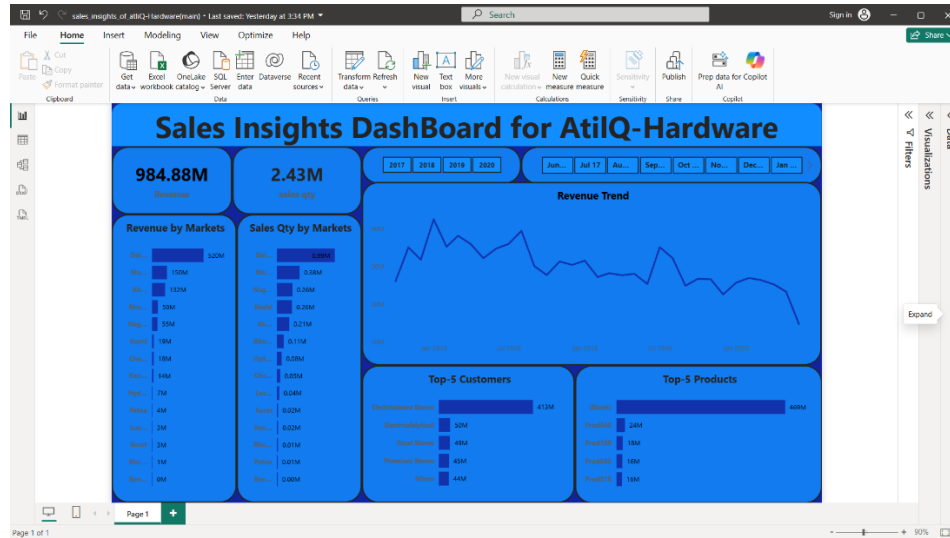 sales_insights_of_atliQ-Hardware(main) • Last saved: Yesterday at 3:34 PM
Search
Sign in
File Home Insert Modeling View Optimize Help
Share
Paste
Cut
Copy
Format painter
Clipboard
Get data
Excel workbook
OneLake catalog
SQL Server
Enter data
Dataverse
Recent sources
Data
Transform data
Refresh
Queries
New visual
Text box
More visuals
Insert
New visual calculation
New measure
Quick measure
Calculations
Sensitivity
Sensitivity
Publish
Share
Prep data for AI
Copilot
Copilot
Sales Insights DashBoard for AtilQ-Hardware
984.88M
Revenue
2.43M
sales qty
2017 2018 2019 2020
Jun... Jul 17 Au... Sep... Oct ... No... Dec... Jan ...
Revenue by Markets
520M
150M
132M
59M
55M
19M
18M
14M
7M
4M
3M
3M
1M
0M
Sales Qty by Markets
0.99M
0.38M
0.26M
0.26M
0.21M
0.11M
0.08M
0.05M
0.04M
0.02M
0.02M
0.01M
0.01M
0.00M
Revenue Trend
Top-5 Customers
413M
50M
49M
45M
44M
Top-5 Products
469M
24M
18M
16M
16M
Filters
Visualizations
Data
Expand
Page 1
Page 1 of 1
90%